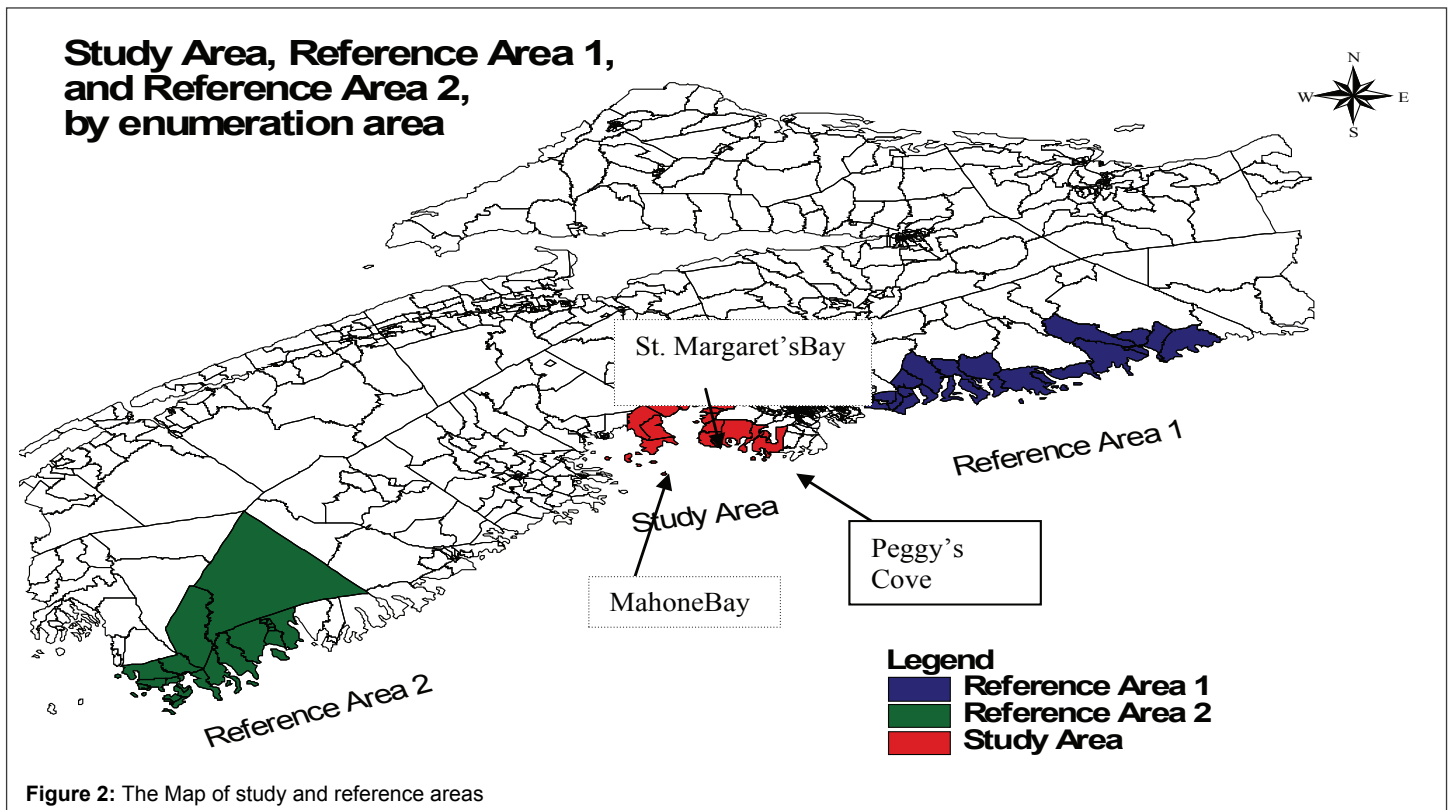 Study Area, Reference Area 1,
and Reference Area 2,
by enumeration area
N
W E
S
St. Margaret'sBay
Reference Area 1
Study Area
Peggy's
Cove
MahoneBay
Reference Area 2
Legend
Reference Area 1
Reference Area 2
Study Area
Figure 2: The Map of study and reference areas